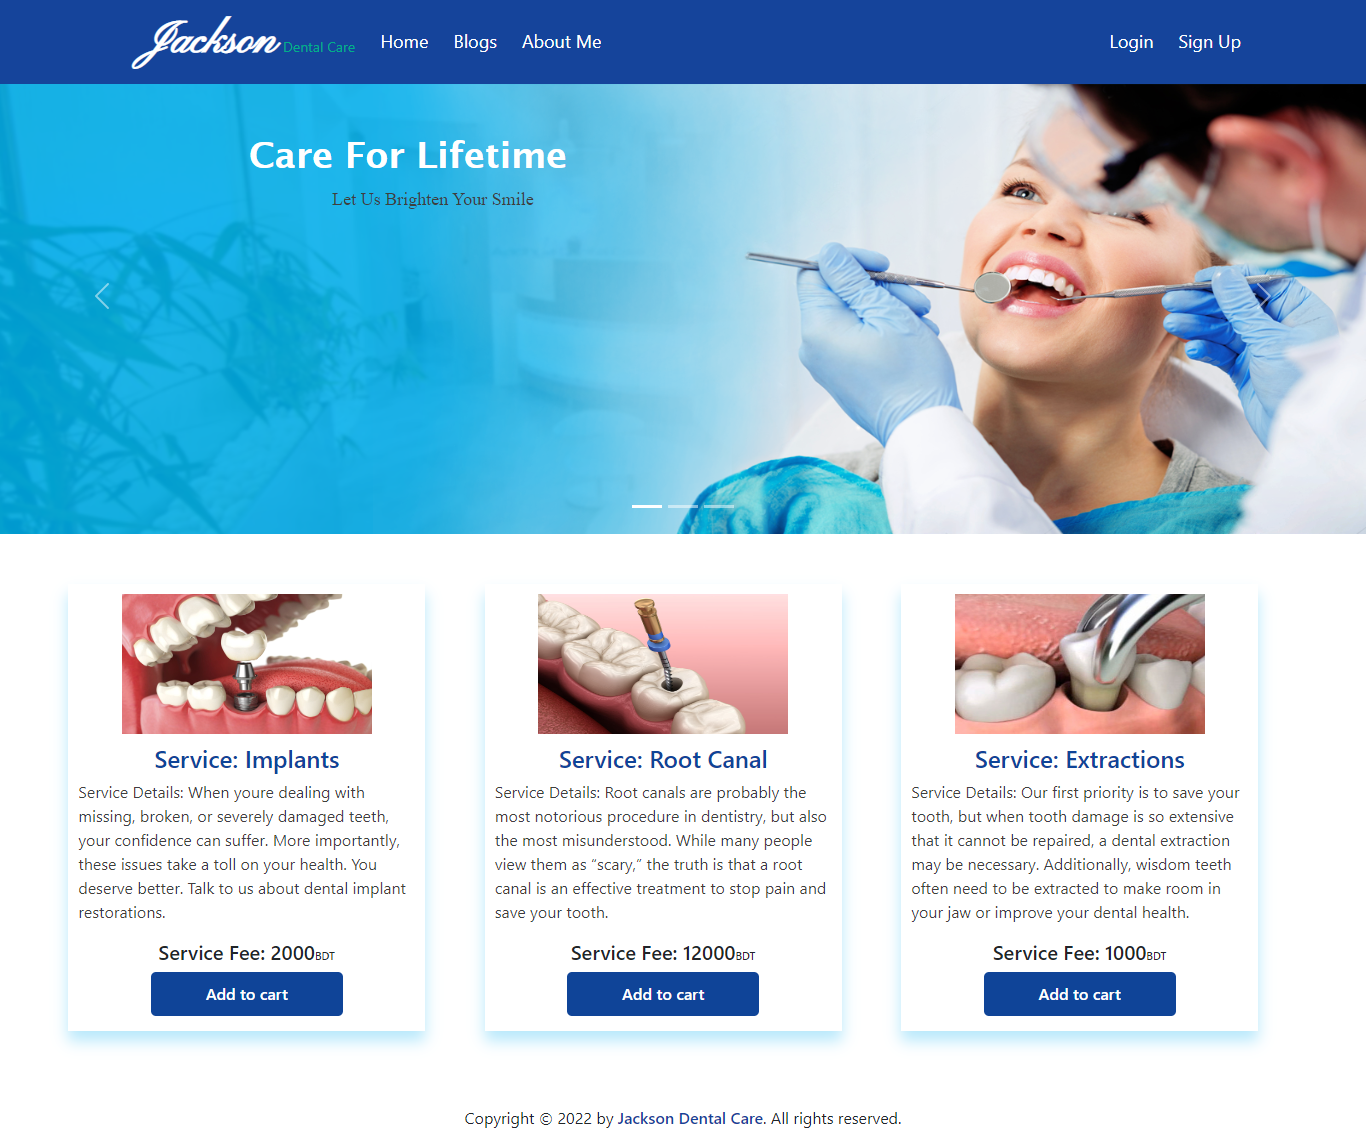 Jackson Dental Care Home Blogs About Me Login Sign Up
Care For Lifetime
Let Us Brighten Your Smile
Service: Implants
Service Details: When youre dealing with
missing, broken, or severely damaged teeth,
your confidence can suffer. More importantly,
these issues take a toll on your health. You
deserve better. Talk to us about dental implant
restorations.
Service Fee: 2000BDT
Add to cart
Service: Root Canal
Service Details: Root canals are probably the
most notorious procedure in dentistry, but also
the most misunderstood. While many people
view them as “scary,” the truth is that a root
canal is an effective treatment to stop pain and
save your tooth.
Service Fee: 12000BDT
Add to cart
Service: Extractions
Service Details: Our first priority is to save your
tooth, but when tooth damage is so extensive
that it cannot be repaired, a dental extraction
may be necessary. Additionally, wisdom teeth
often need to be extracted to make room in
your jaw or improve your dental health.
Service Fee: 1000BDT
Add to cart
Copyright © 2022 by Jackson Dental Care. All rights reserved.